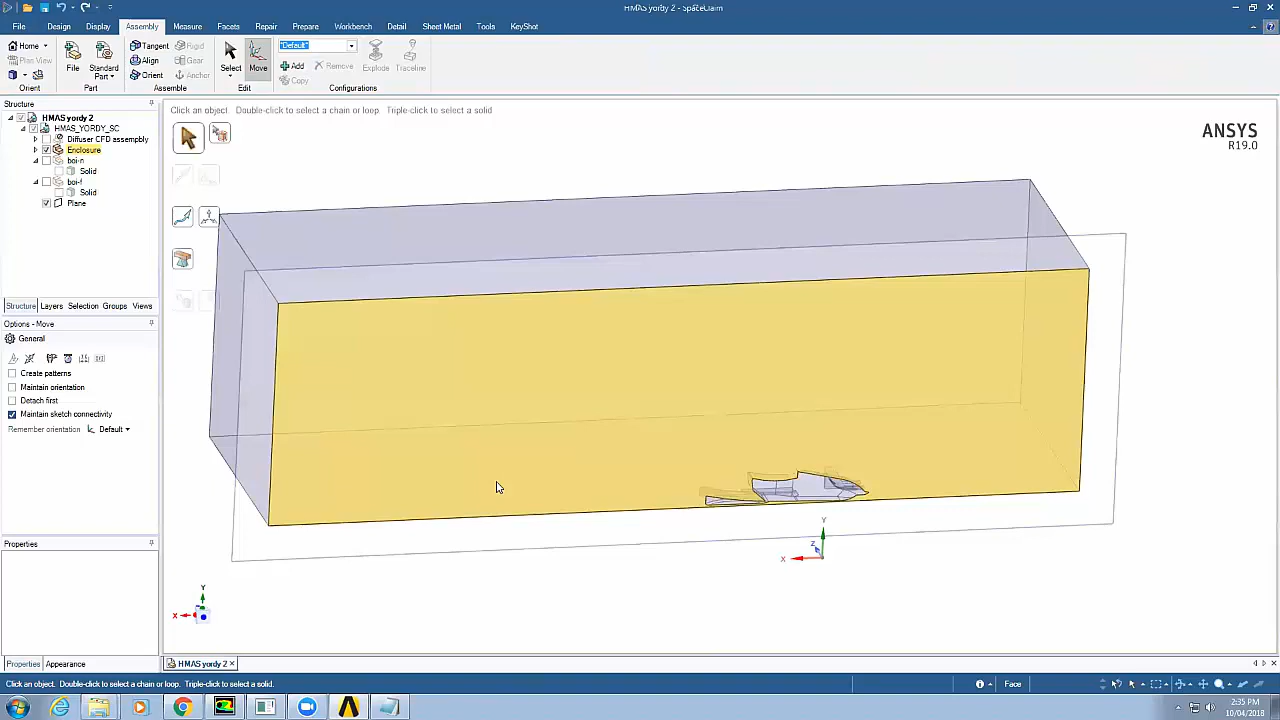 HMAS yordy 2 - SpaceClaim
File Design Display Assembly Measure Facets Repair Prepare Workbench Detail Sheet Metal Tools KeyShot
Home
Plan View
File
Standard Part
Tangent
Align
Orient
Rigid
Gear
Anchor
Select
Move
"Default"
Add
Remove
Copy
Explode
Traceline
Orient Part Assemble Edit Configurations
Structure
HMAS yordy 2
HMAS_YORDY_SC
Diffuser CFD assembly
Enclosure
boi-n
Solid
boi-f
Solid
Plane
Structure Layers Selection Groups Views
Options - Move
General
Create patterns
Maintain orientation
Detach first
Maintain sketch connectivity
Remember orientation Default
Properties
Properties Appearance
Click an object Double-click to select a chain or loop. Triple-click to select a solid
ANSYS
R19.0
Y
X
Z
Y
X
HMAS yordy 2
Click an object. Double-click to select a chain or loop. Triple-click to select a solid.
Face
2:35 PM
10/04/2018